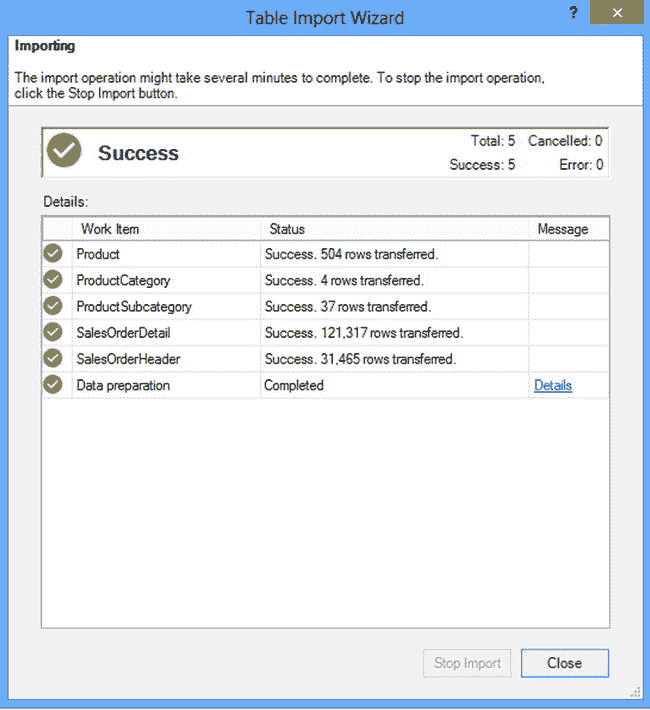 Table Import Wizard
?
Importing
The import operation might take several minutes to complete. To stop the import operation,
click the Stop Import button.
Success
Total: 5 Cancelled: 0
Success: 5 Error: 0
Details:
Work Item Status Message
Product Success. 504 rows transferred.
ProductCategory Success. 4 rows transferred.
ProductSubcategory Success. 37 rows transferred.
SalesOrderDetail Success. 121,317 rows transferred.
SalesOrderHeader Success. 31,465 rows transferred.
Data preparation Completed Details
Stop Import Close